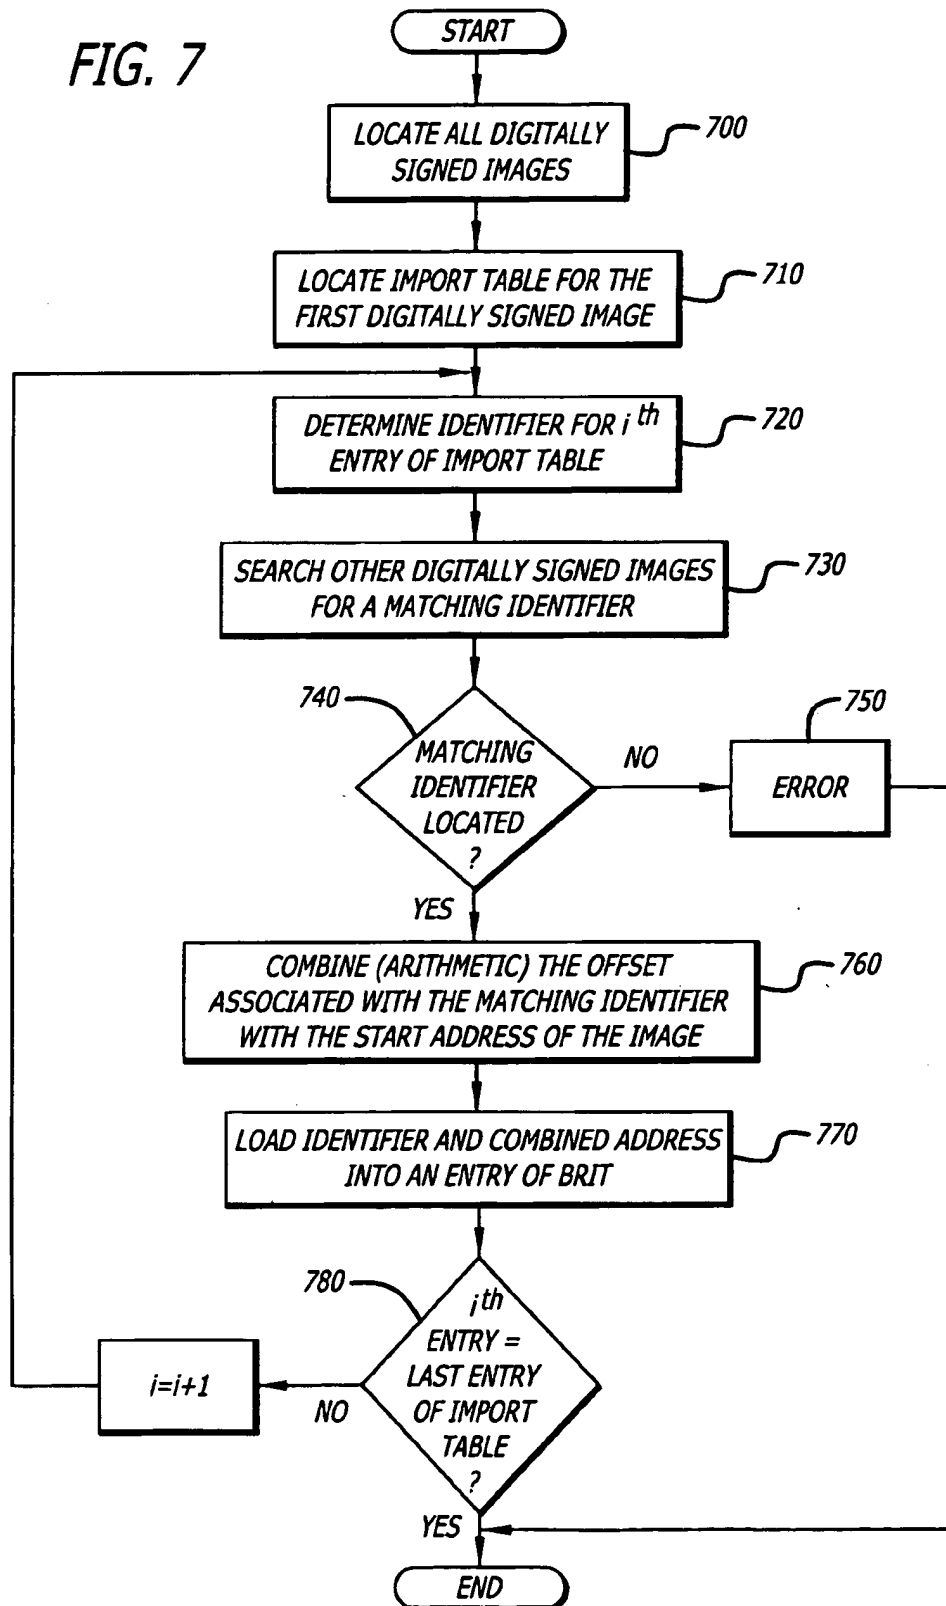 FIG. 7
START
LOCATE ALL DIGITALLY
SIGNED IMAGES
700
LOCATE IMPORT TABLE FOR THE
FIRST DIGITALLY SIGNED IMAGE
710
DETERMINE IDENTIFIER FOR i th
ENTRY OF IMPORT TABLE
720
SEARCH OTHER DIGITALLY SIGNED IMAGES
FOR A MATCHING IDENTIFIER
730
740
MATCHING
IDENTIFIER
LOCATED
?
NO
750
ERROR
YES
COMBINE (ARITHMETIC) THE OFFSET
ASSOCIATED WITH THE MATCHING IDENTIFIER
WITH THE START ADDRESS OF THE IMAGE
760
LOAD IDENTIFIER AND COMBINED ADDRESS
INTO AN ENTRY OF BRIT
770
780
i th
ENTRY =
LAST ENTRY
OF IMPORT
TABLE
?
NO
i=i+1
YES
END